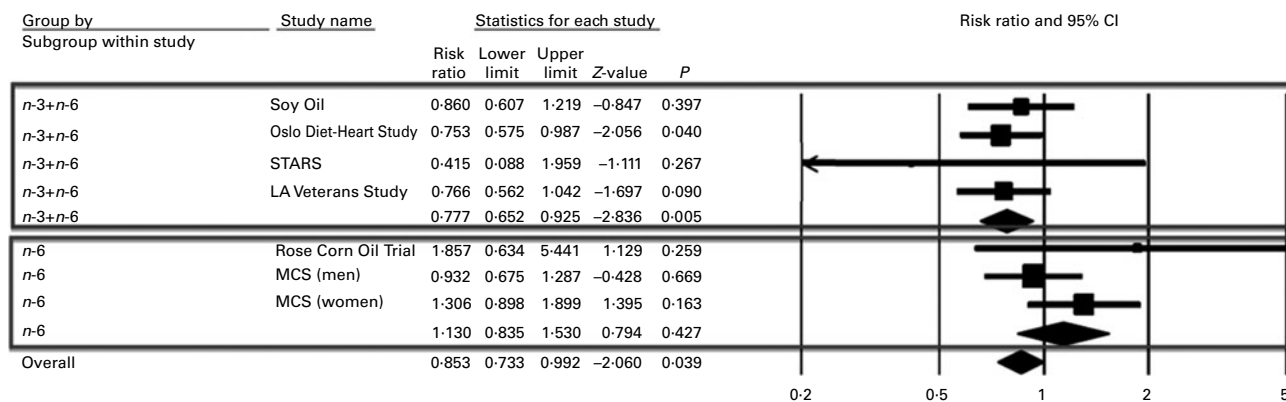 Group by Study name Statistics for each study Risk ratio and 95% CI
Subgroup within study
Risk Lower Upper
ratio limit limit Z-value P
n-3+n-6 Soy Oil 0·860 0·607 1·219 –0·847 0·397
n-3+n-6 Oslo Diet-Heart Study 0·753 0·575 0·987 –2·056 0·040
n-3+n-6 STARS 0·415 0·088 1·959 –1·111 0·267
n-3+n-6 LA Veterans Study 0·766 0·562 1·042 –1·697 0·090
n-3+n-6 0·777 0·652 0·925 –2·836 0·005
n-6 Rose Corn Oil Trial 1·857 0·634 5·441 1·129 0·259
n-6 MCS (men) 0·932 0·675 1·287 –0·428 0·669
n-6 MCS (women) 1·306 0·898 1·899 1·395 0·163
n-6 1·130 0·835 1·530 0·794 0·427
Overall 0·853 0·733 0·992 –2·060 0·039
0·2 0·5 1 2 5